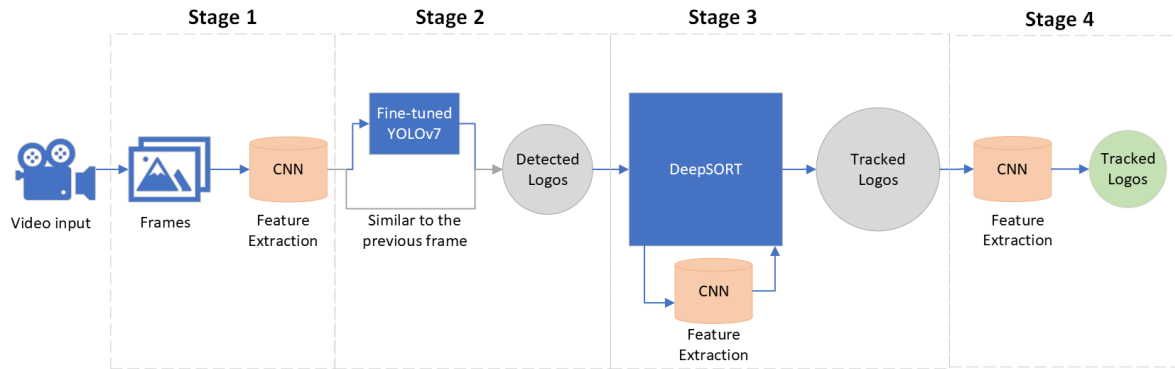 Stage 1
Stage 2
Stage 3
Stage 4
Video input
Frames
CNN
Feature
Extraction
Fine-tuned
YOLOv7
Similar to the
previous frame
Detected
Logos
DeepSORT
CNN
Feature
Extraction
Tracked
Logos
CNN
Feature
Extraction
Tracked
Logos